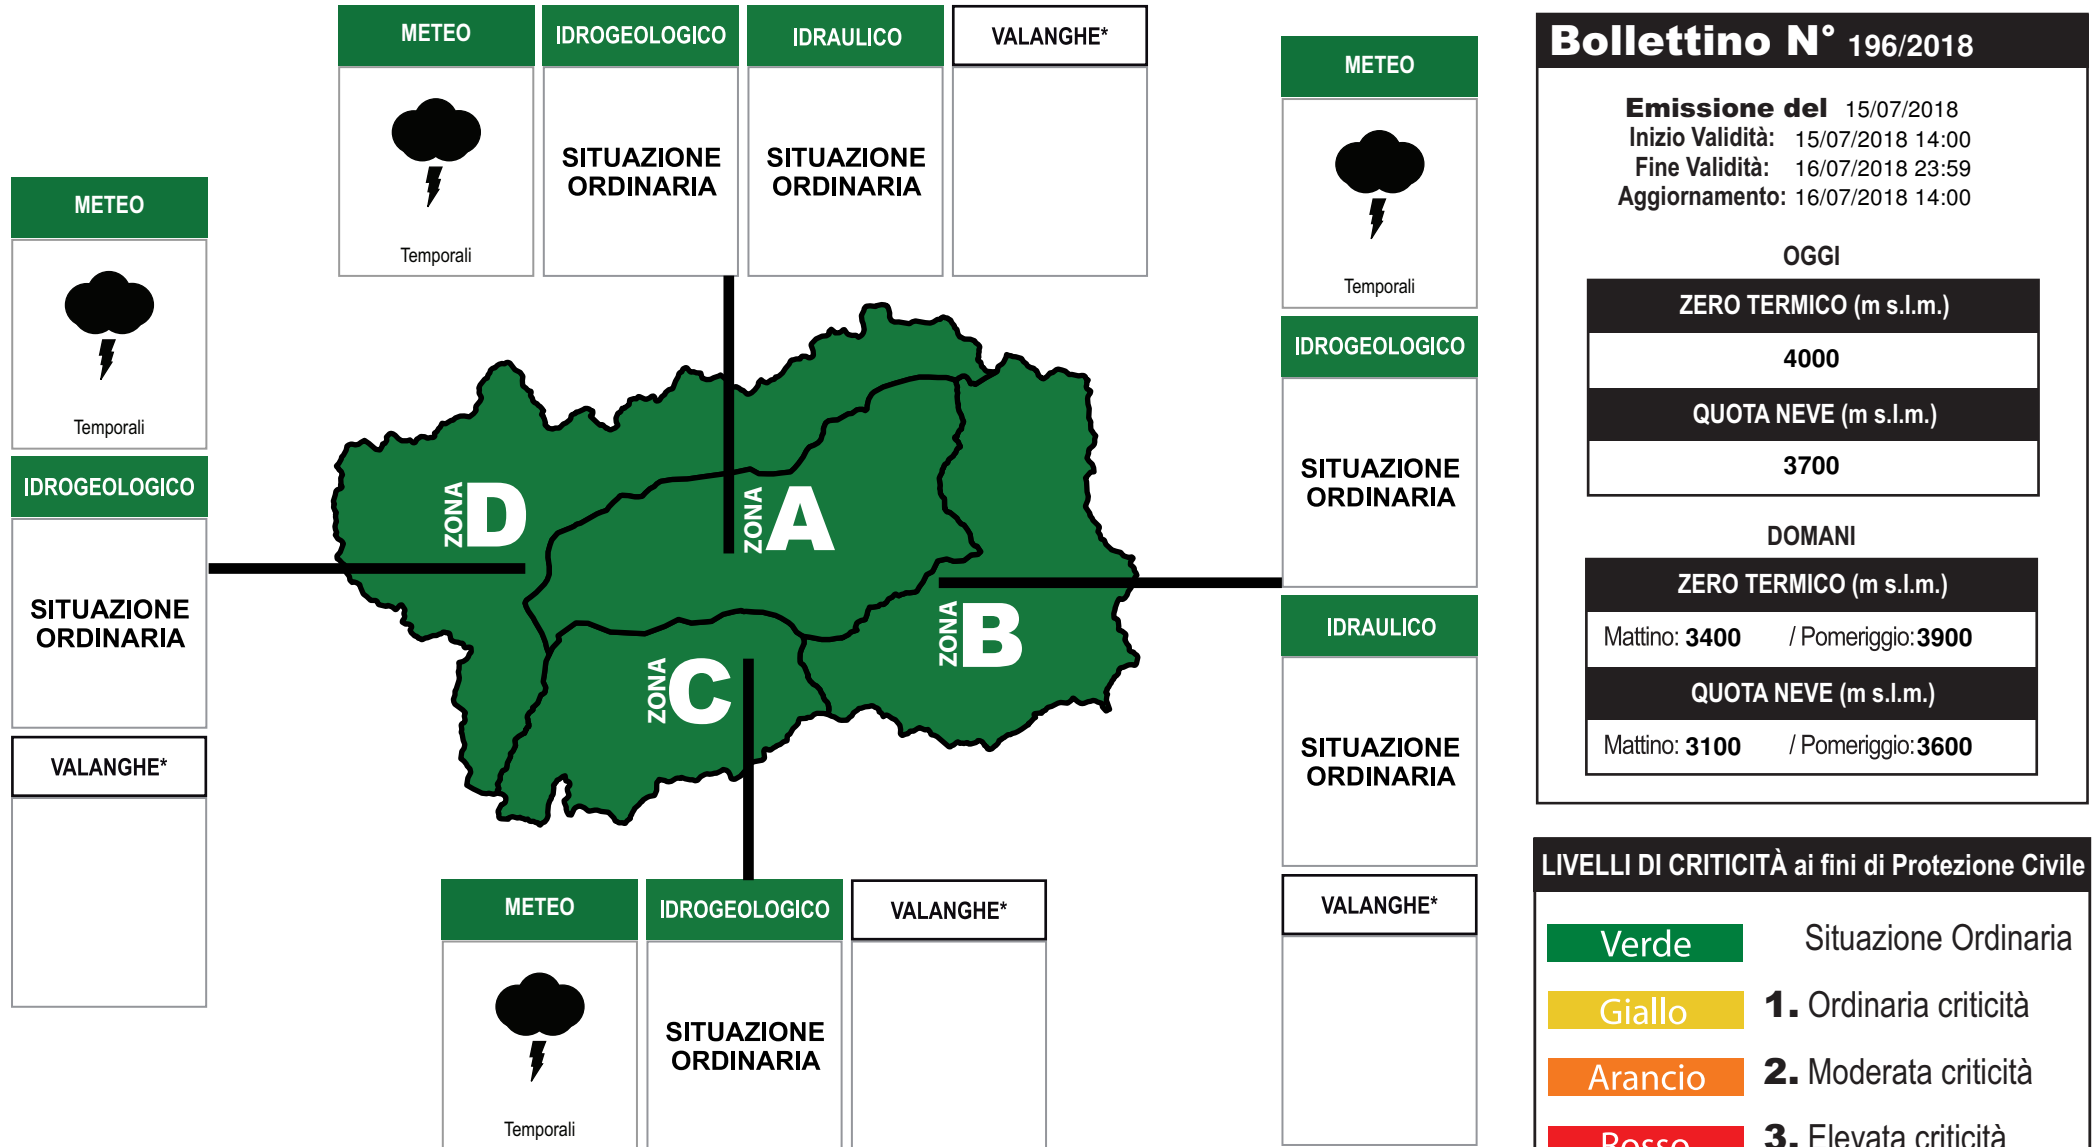 METEO
IDROGEOLOGICO
IDRAULICO
VALANGHE*
Temporali
SITUAZIONE
ORDINARIA
SITUAZIONE
ORDINARIA
METEO
Temporali
IDROGEOLOGICO
SITUAZIONE
ORDINARIA
VALANGHE*
ZONA D
ZONA A
ZONA B
ZONA C
METEO
Temporali
IDROGEOLOGICO
SITUAZIONE
ORDINARIA
IDRAULICO
SITUAZIONE
ORDINARIA
VALANGHE*
METEO
IDROGEOLOGICO
VALANGHE*
Temporali
SITUAZIONE
ORDINARIA
Bollettino N° 196/2018
Emissione del 15/07/2018
Inizio Validità: 15/07/2018 14:00
Fine Validità: 16/07/2018 23:59
Aggiornamento: 16/07/2018 14:00
OGGI
ZERO TERMICO (m s.l.m.)
4000
QUOTA NEVE (m s.l.m.)
3700
DOMANI
ZERO TERMICO (m s.l.m.)
Mattino: 3400 / Pomeriggio: 3900
QUOTA NEVE (m s.l.m.)
Mattino: 3100 / Pomeriggio: 3600
LIVELLI DI CRITICITÀ ai fini di Protezione Civile
Verde Situazione Ordinaria
Giallo 1. Ordinaria criticità
Arancio 2. Moderata criticità
Rosso 3. Elevata criticità